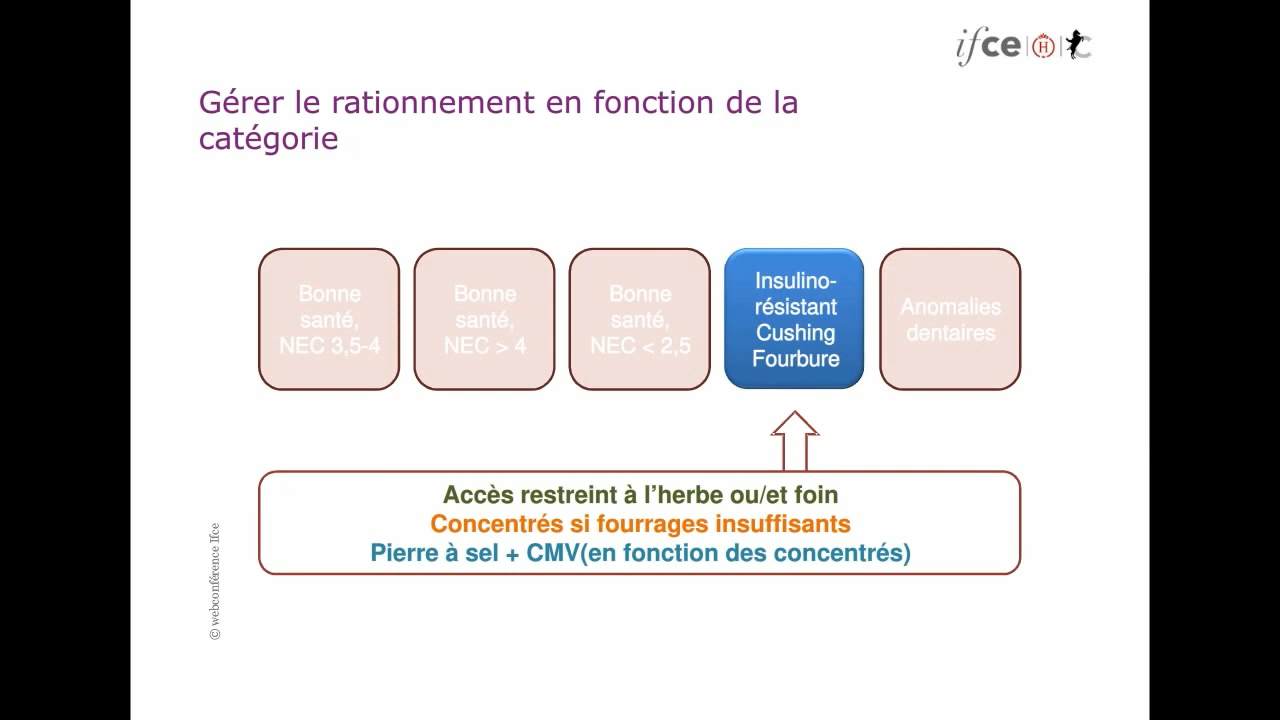 ifce
H
C
Gérer le rationnement en fonction de la
catégorie
Bonne
santé,
NEC 3,5-4
Bonne
santé,
NEC > 4
Bonne
santé,
NEC < 2,5
Insulino-
résistant
Cushing
Fourbure
Anomalies
dentaires
Accès restreint à l’herbe ou/et foin
Concentrés si fourrages insuffisants
Pierre à sel + CMV(en fonction des concentrés)
© webconférence Ifce